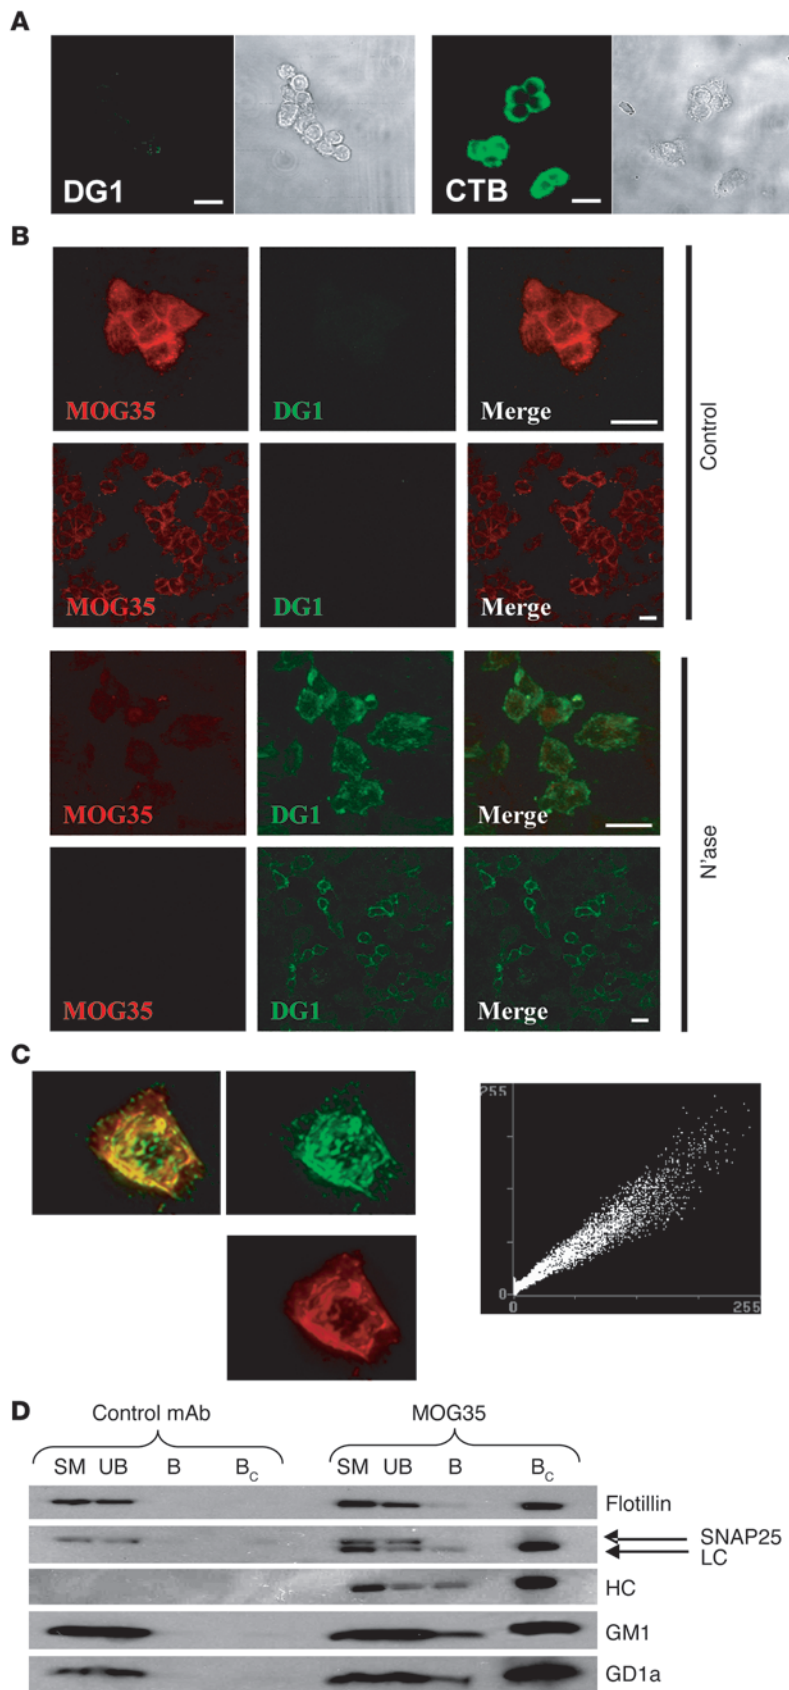 A
DG1
CTB
B
MOG35 DG1 Merge
MOG35 DG1 Merge
Control
MOG35 DG1 Merge
MOG35 DG1 Merge
N'ase
C
255
0
0 255
D
Control mAb MOG35
SM UB B Bc SM UB B Bc
Flotillin
SNAP25
LC
HC
GM1
GD1a